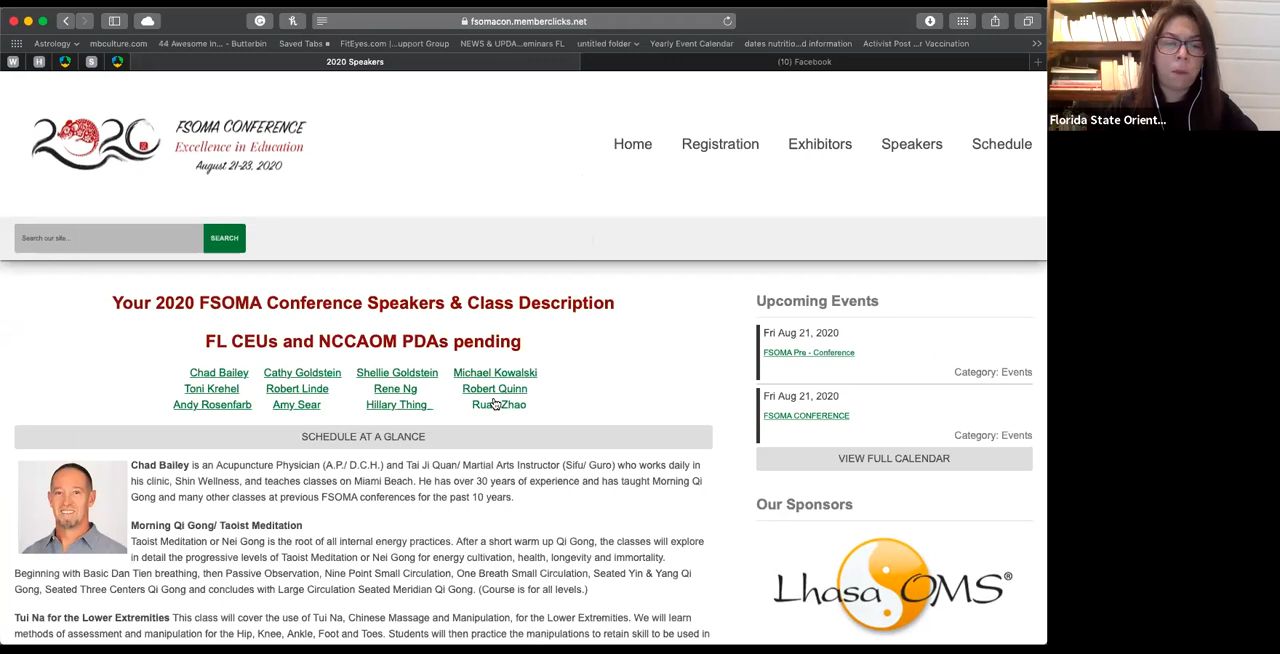 fsomacon.memberclicks.net
Astrology
mbculture.com
44 Awesome In... - Butterbin
Saved Tabs
FitEyes.com |...upport Group
NEWS & UPDA...eminars FL
untitled folder
Yearly Event Calendar
dates nutritio...d information
Activist Post ...r Vaccination
>>
W
H
S
2020 Speakers
(10) Facebook
+
Florida State Orient...
2020
FSOMA CONFERENCE
Excellence in Education
August 21-23, 2020
Home
Registration
Exhibitors
Speakers
Schedule
Search our site...
SEARCH
Your 2020 FSOMA Conference Speakers & Class Description
FL CEUs and NCCAOM PDAs pending
Chad Bailey Cathy Goldstein Shellie Goldstein Michael Kowalski
Toni Krehel Robert Linde Rene Ng Robert Quinn
Andy Rosenfarb Amy Sear Hillary Thing Zhao
SCHEDULE AT A GLANCE
Chad Bailey is an Acupuncture Physician (A.P./ D.C.H.) and Tai Ji Quan/ Martial Arts Instructor (Sifu/ Guro) who works daily in
his clinic, Shin Wellness, and teaches classes on Miami Beach. He has over 30 years of experience and has taught Morning Qi
Gong and many other classes at previous FSOMA conferences for the past 10 years.
Morning Qi Gong/ Taoist Meditation
Taoist Meditation or Nei Gong is the root of all internal energy practices. After a short warm up Qi Gong, the classes will explore
in detail the progressive levels of Taoist Meditation or Nei Gong for energy cultivation, health, longevity and immortality.
Beginning with Basic Dan Tien breathing, then Passive Observation, Nine Point Small Circulation, One Breath Small Circulation, Seated Yin & Yang Qi
Gong, Seated Three Centers Qi Gong and concludes with Large Circulation Seated Meridian Qi Gong. (Course is for all levels.)
Tui Na for the Lower Extremities This class will cover the use of Tui Na, Chinese Massage and Manipulation, for the Lower Extremities. We will learn
methods of assessment and manipulation for the Hip, Knee, Ankle, Foot and Toes. Students will then practice the manipulations to retain skill to be used in
Upcoming Events
Fri Aug 21, 2020
FSOMA Pre - Conference
Category: Events
Fri Aug 21, 2020
FSOMA CONFERENCE
Category: Events
VIEW FULL CALENDAR
Our Sponsors
Lhasa OMS®